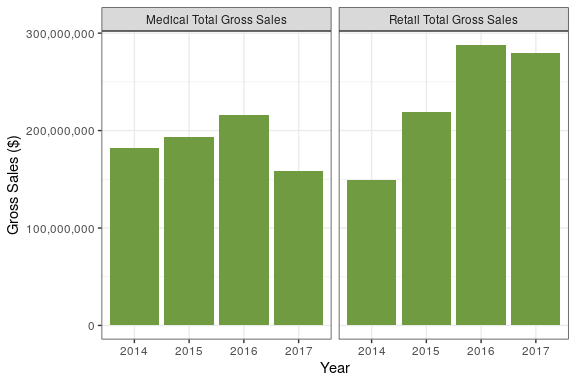 Medical Total Gross Sales
Retail Total Gross Sales
Gross Sales ($)
300,000,000
200,000,000
100,000,000
0
2014 2015 2016 2017
2014 2015 2016 2017
Year